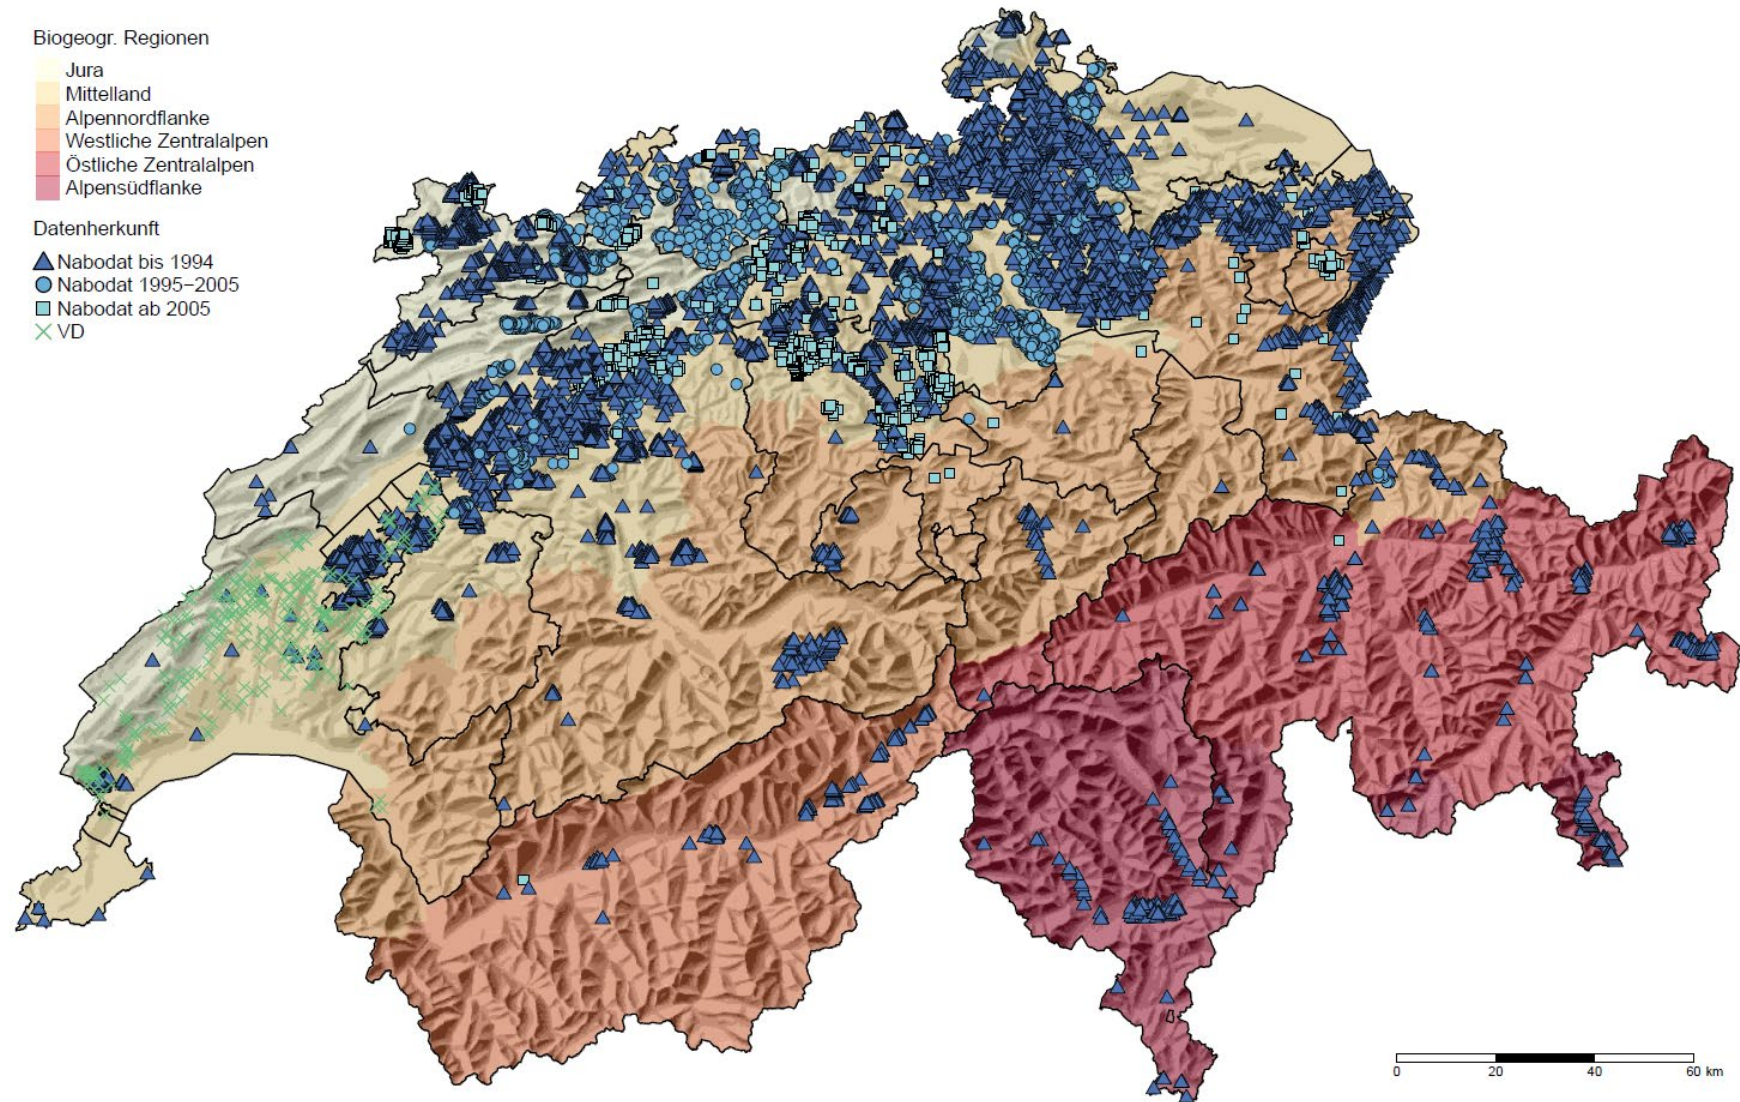 Biogeogr. Regionen
Jura
Mittelland
Alpennordflanke
Westliche Zentralalpen
Östliche Zentralalpen
Alpensüdflanke
Datenherkunft
Nabodat bis 1994
Nabodat 1995–2005
Nabodat ab 2005
VD
0 20 40 60 km